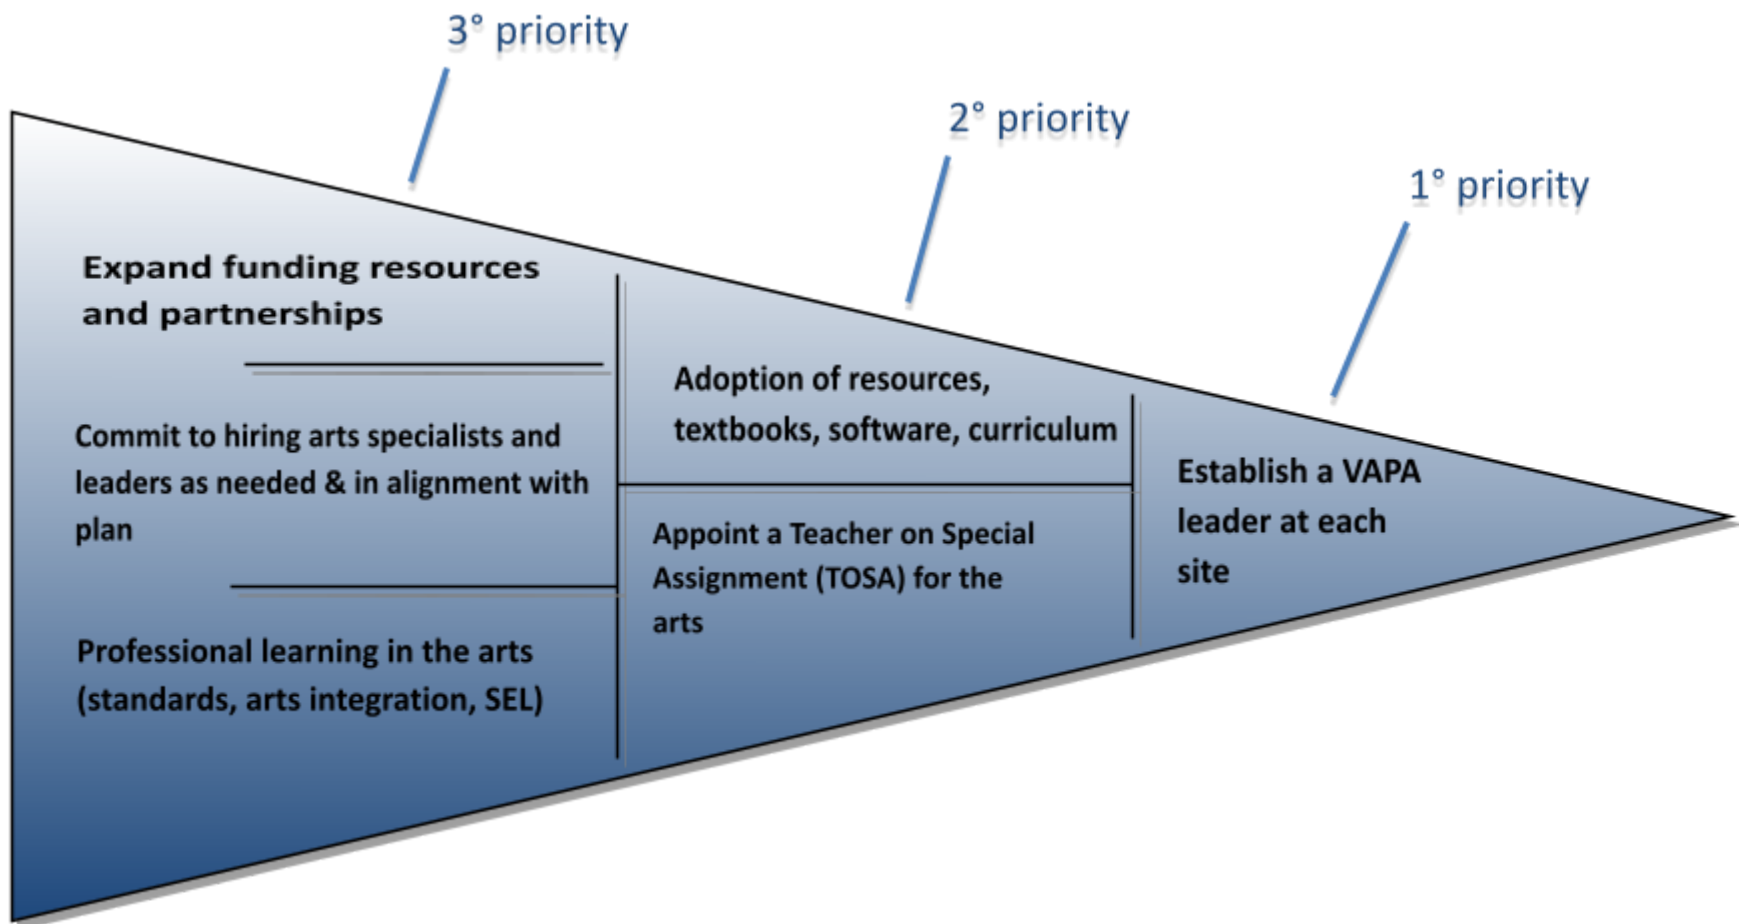 3° priority
2° priority
1° priority
Expand funding resources
and partnerships
Commit to hiring arts specialists and
leaders as needed & in alignment with
plan
Professional learning in the arts
(standards, arts integration, SEL)
Adoption of resources,
textbooks, software, curriculum
Appoint a Teacher on Special
Assignment (TOSA) for the
arts
Establish a VAPA
leader at each
site